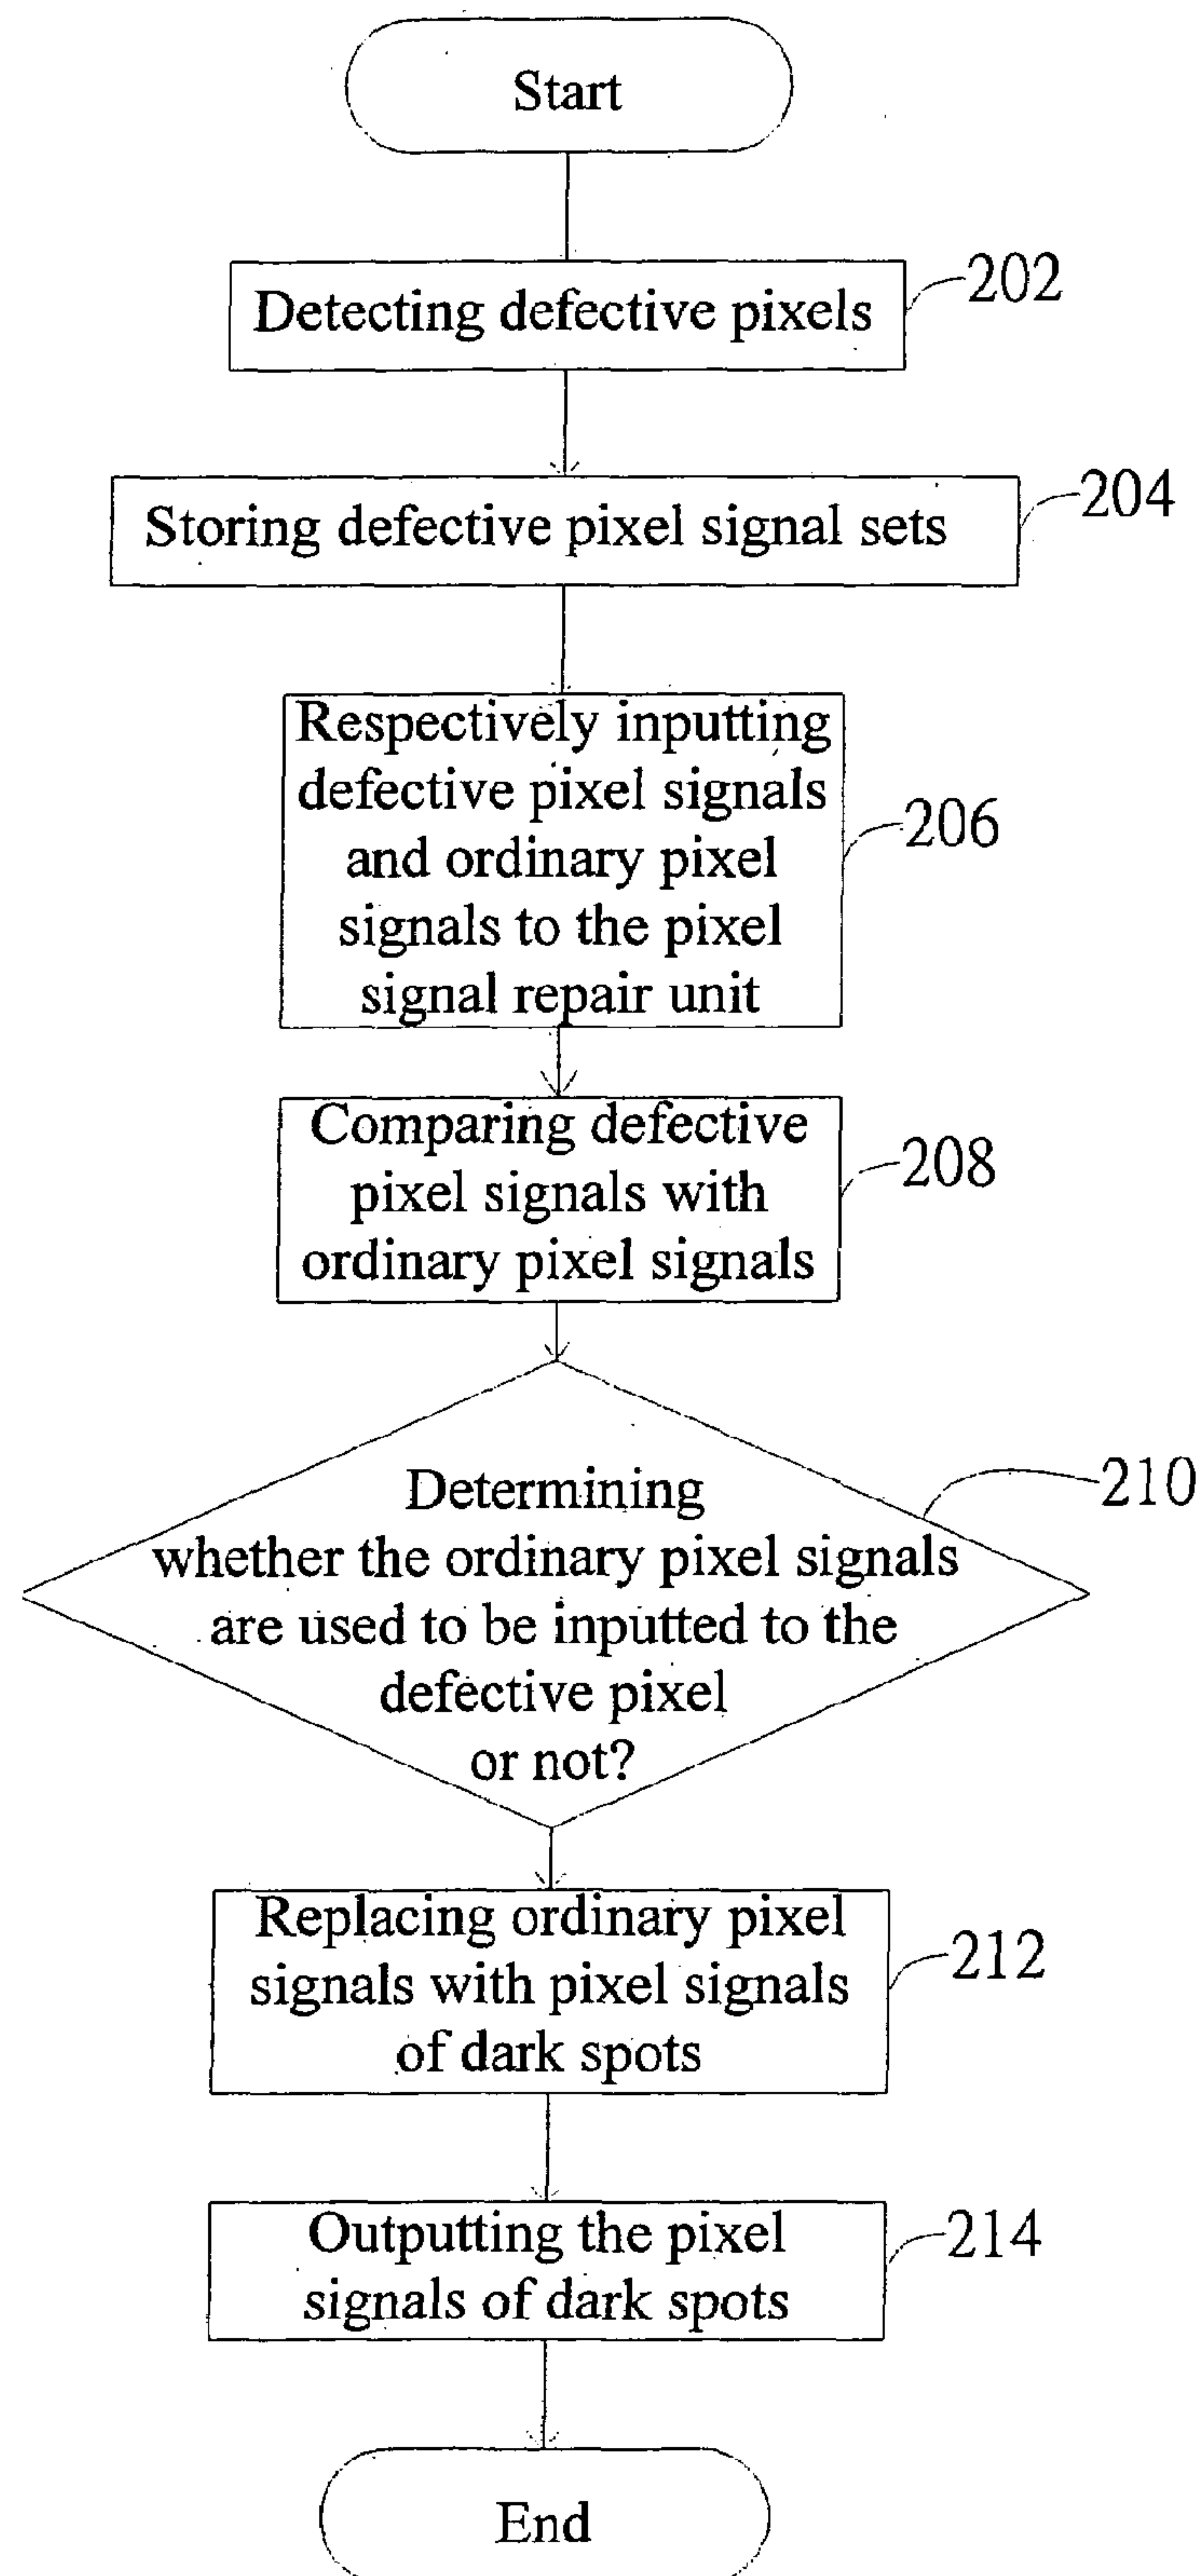 Start
Detecting defective pixels
202
Storing defective pixel signal sets
204
Respectively inputting
defective pixel signals
and ordinary pixel
signals to the pixel
signal repair unit
206
Comparing defective
pixel signals with
ordinary pixel signals
208
Determining
whether the ordinary pixel signals
are used to be inputted to the
defective pixel
or not?
210
Replacing ordinary pixel
signals with pixel signals
of dark spots
212
Outputting the pixel
signals of dark spots
214
End